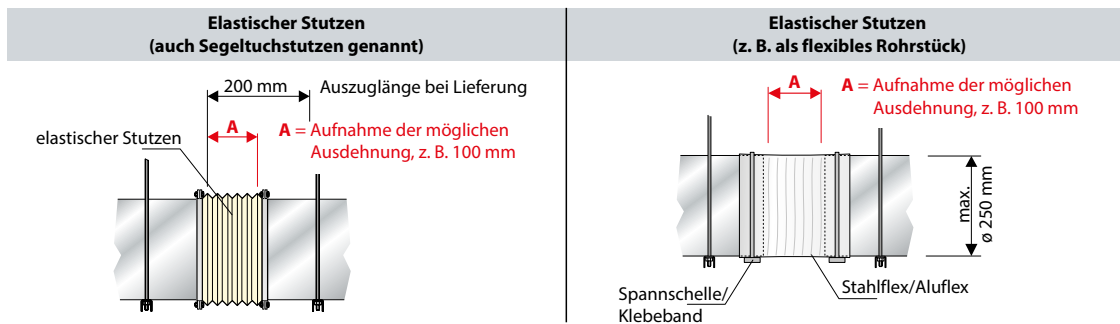 Elastischer Stutzen
(auch Segeltuchstutzen genannt)
200 mm
Auszuglänge bei Lieferung
A
A = Aufnahme der möglichen
Ausdehnung, z. B. 100 mm
elastischer Stutzen
Elastischer Stutzen
(z. B. als flexibles Rohrstück)
A
A = Aufnahme der möglichen
Ausdehnung, z. B. 100 mm
max.
ø 250 mm
Spannschelle/
Klebeband
Stahlflex/Aluflex